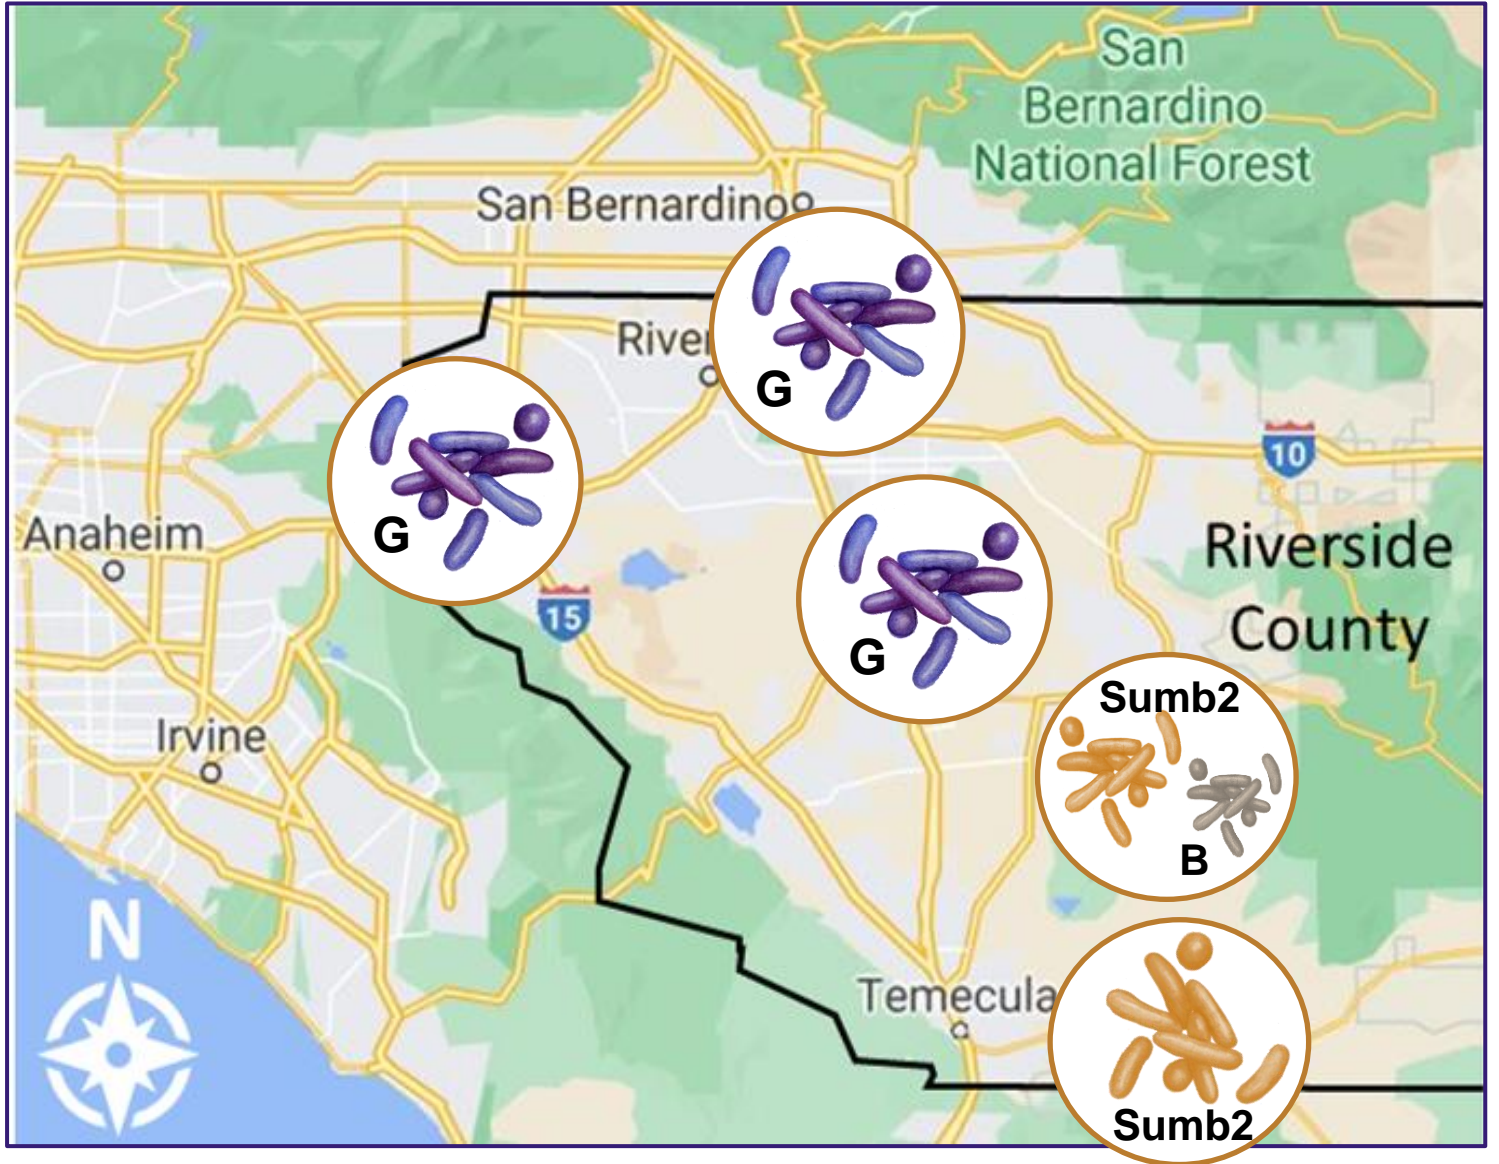 San
Bernardino
National Forest
San Bernardino
River
G
G
10
Anaheim
Riverside
County
15
G
Sumb2
Irvine
B
N
Temecula
Sumb2